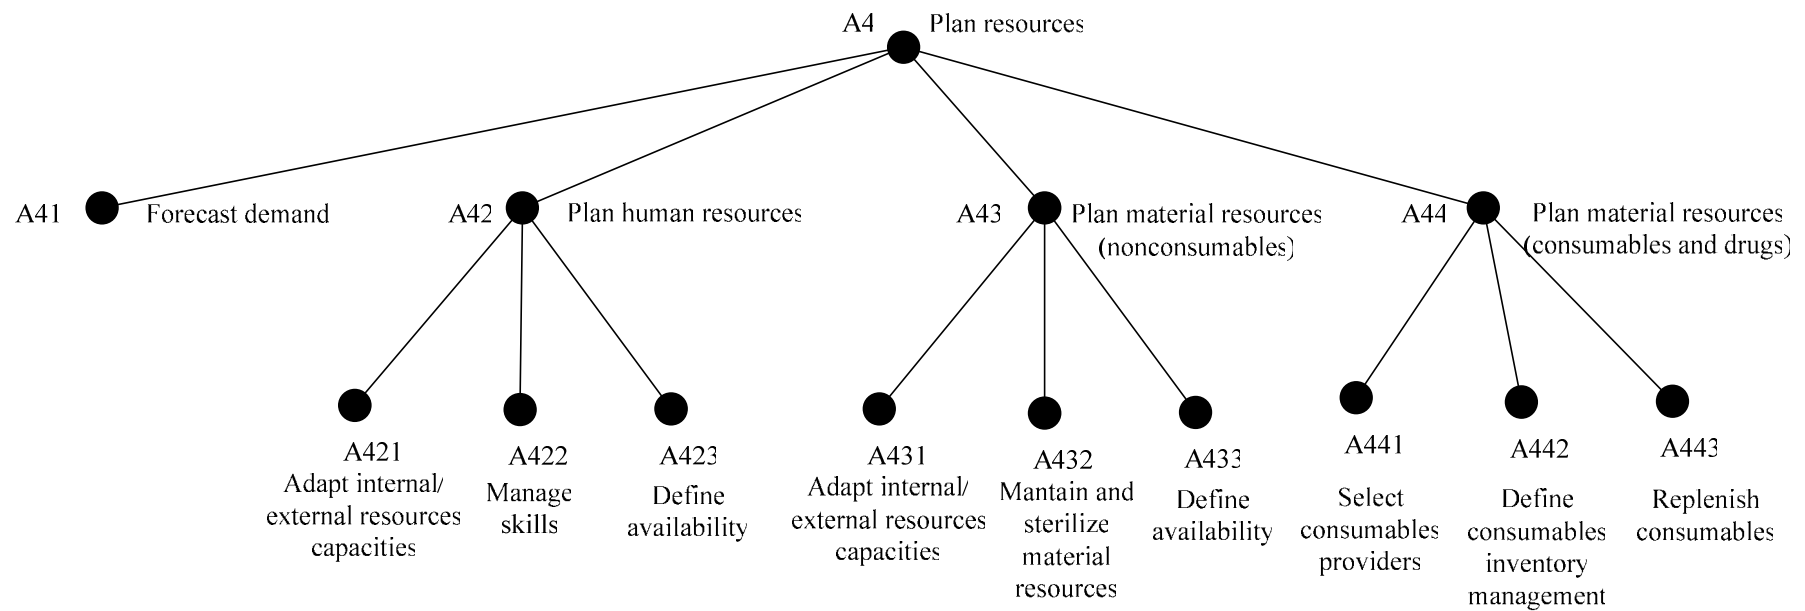 A4 Plan resources
A41 Forecast demand
A42 Plan human resources
A43 Plan material resources
(nonconsumables)
A44 Plan material resources
(consumables and drugs)
A421
Adapt internal/
external resources
capacities
A422
Manage
skills
A423
Define
availability
A431
Adapt internal/
external resources
capacities
A432
Mantain and
sterilize
material
resources
A433
Define
availability
A441
Select
consumables
providers
A442
Define
consumables
inventory
management
A443
Replenish
consumables